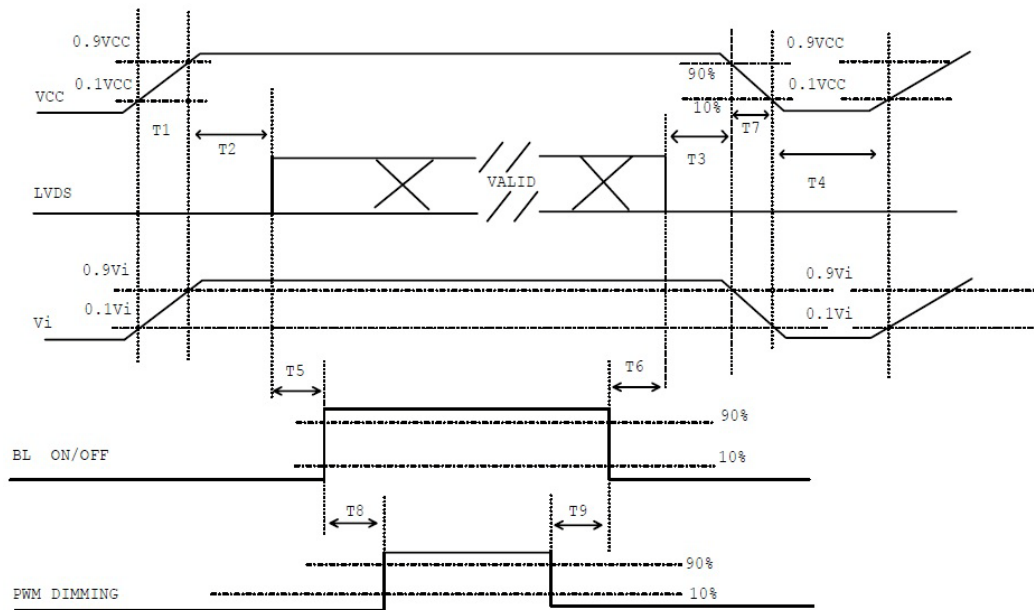 0.9VCC
0.9VCC
90%
0.1VCC
0.1VCC
VCC
10%
T1
T7
T2
T3
VALID
T4
LVDS
0.9Vi
0.9Vi
0.1Vi
0.1Vi
Vi
T5
T6
90%
BL ON/OFF
10%
T8
T9
90%
PWM DIMMING
10%